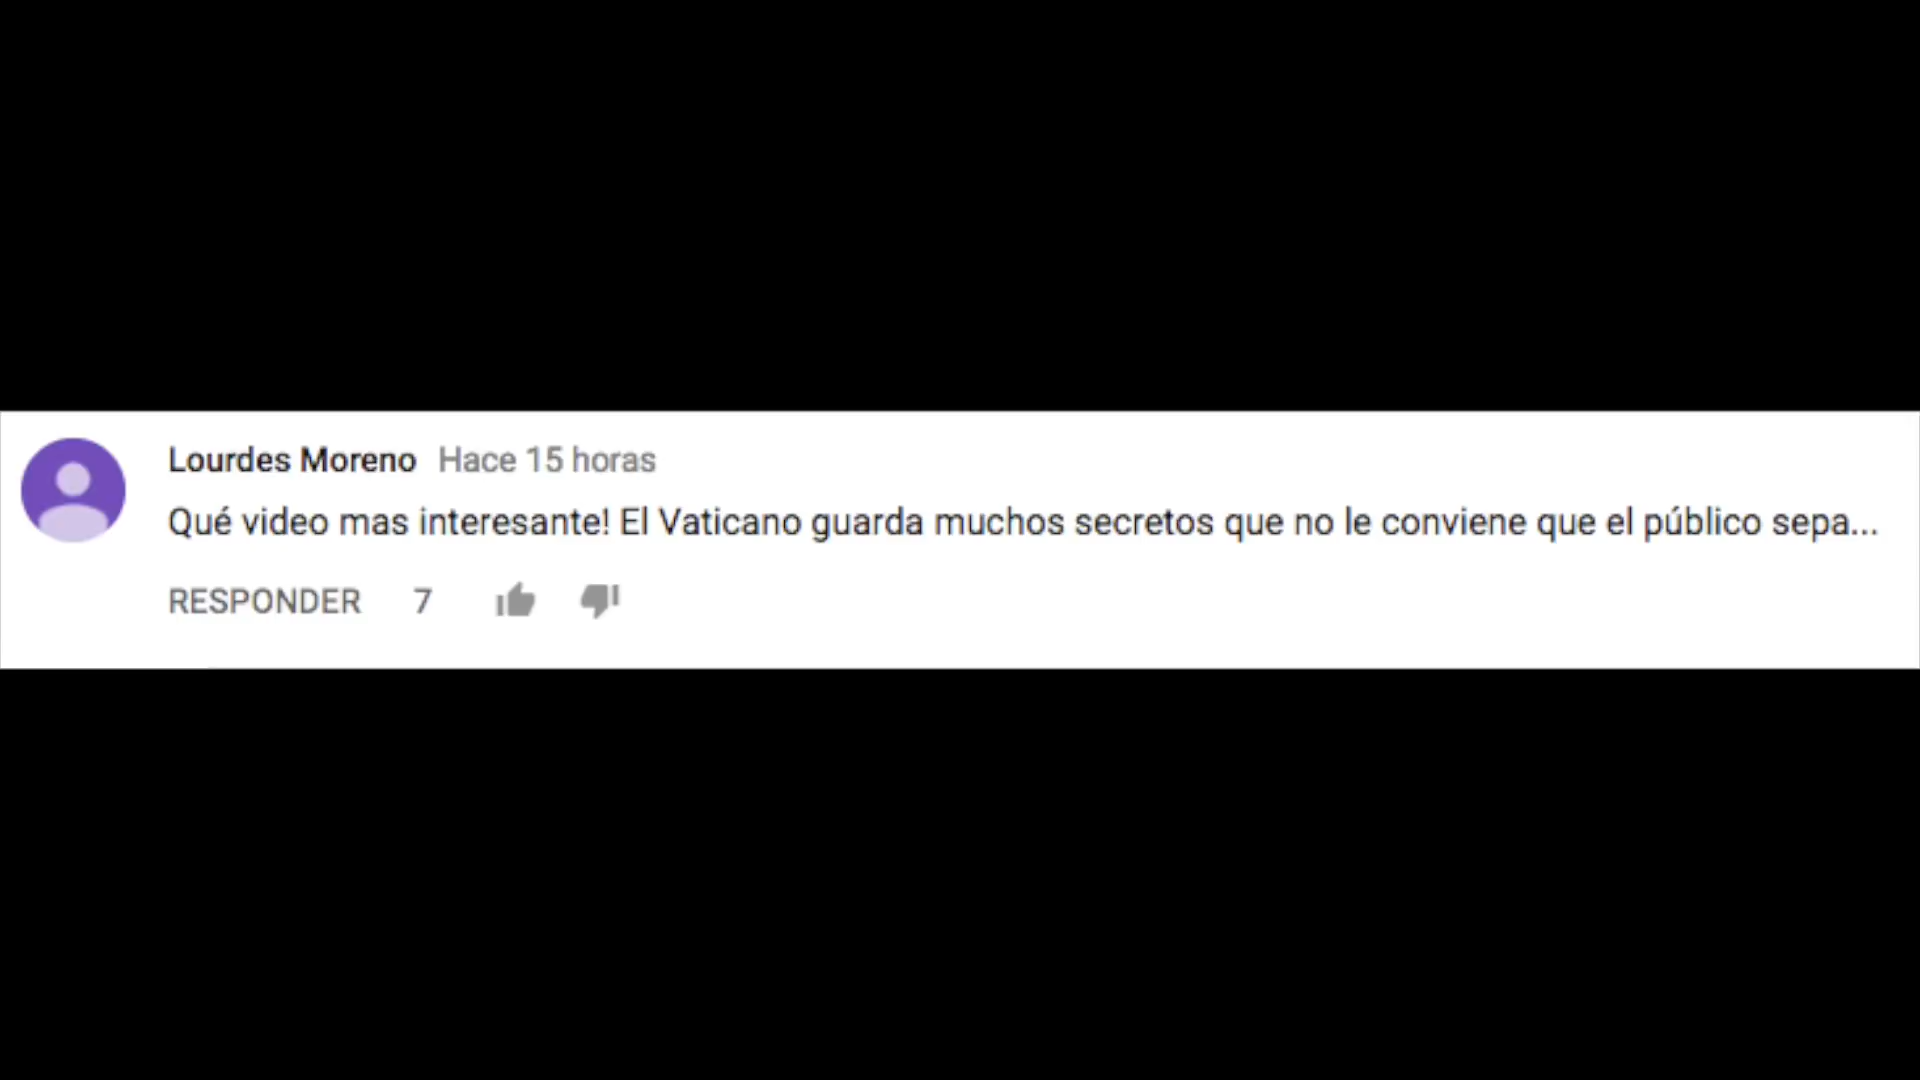 Lourdes Moreno Hace 15 horas
Qué video mas interesante! El Vaticano guarda muchos secretos que no le conviene que el público sepa...
RESPONDER 7